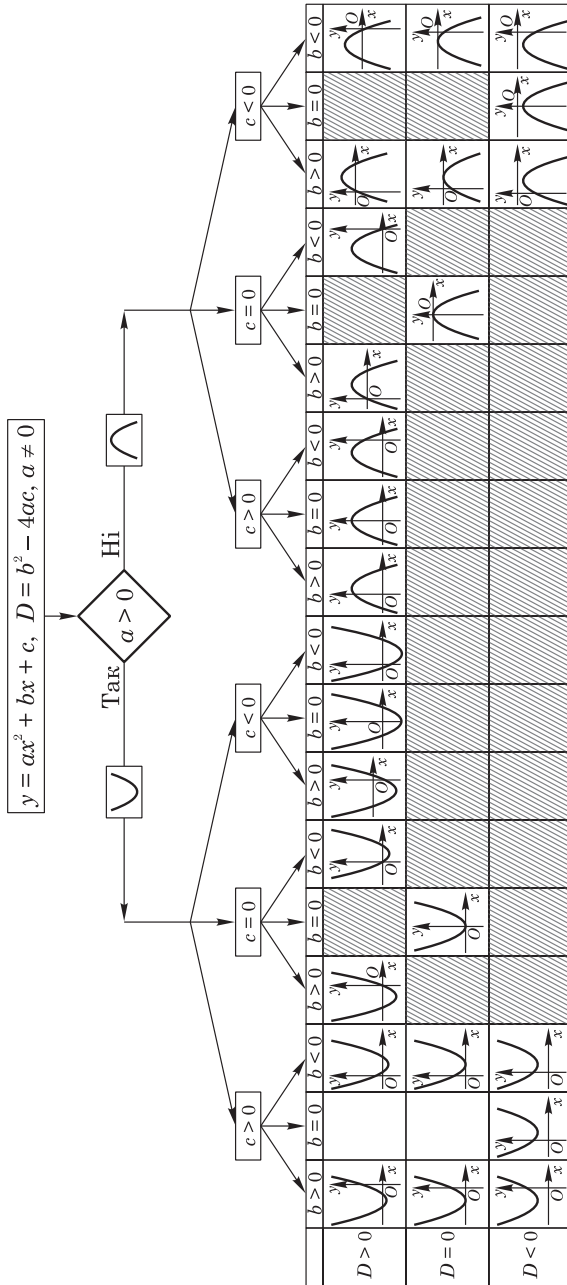 y = ax² + bx + c, D = b² − 4ac, a ≠ 0
Так a > 0 Ні
c > 0 c = 0 c < 0 c > 0 c = 0 c < 0
b > 0 b = 0 b < 0 b > 0 b = 0 b < 0 b > 0 b = 0 b < 0 b > 0 b = 0 b < 0 b > 0 b = 0 b < 0 b > 0 b = 0 b < 0
D > 0 y O x y O x y O x y O x y O x y O x y O x y O x y O x y O x y O x y O x y O x y O x
D = 0 y O x y O x y O x y O x y O x y O x
D < 0 y O x y O x y O x y O x y O x y O x